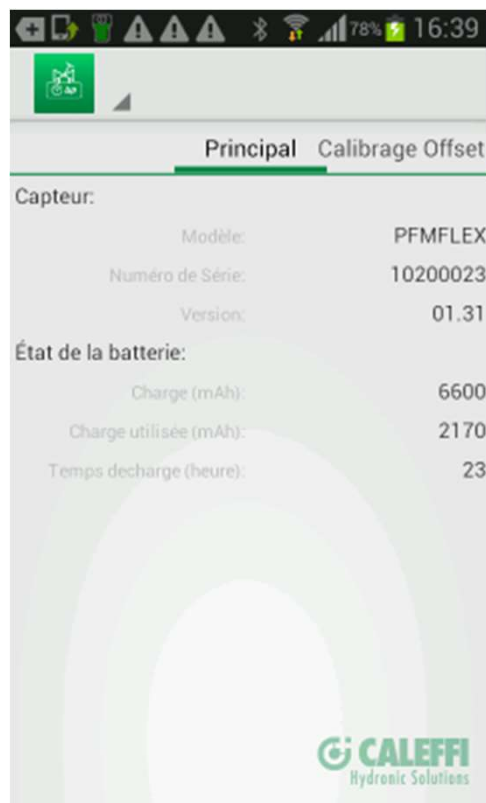 78% 16:39
Principal Calibrage Offset
Capteur:
Modèle: PFMFLEX
Numéro de Série: 10200023
Version: 01.31
État de la batterie:
Charge (mAh): 6600
Charge utilisée (mAh): 2170
Temps decharge (heure): 23
CALEFFI
Hydronic Solutions